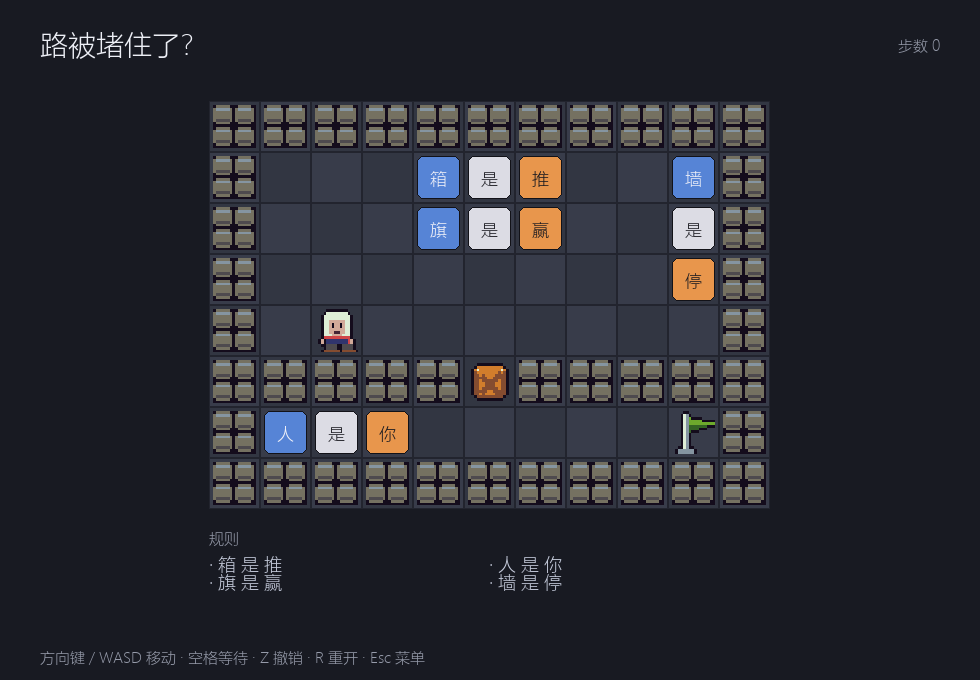 路被堵住了?
步数 0
箱 是 推 墙
旗 是 赢 是
停
人 是 你
规则
· 箱 是 推 · 人 是 你
· 旗 是 赢 · 墙 是 停
方向键 / WASD 移动 · 空格等待 · Z 撤销 · R 重开 · Esc 菜单